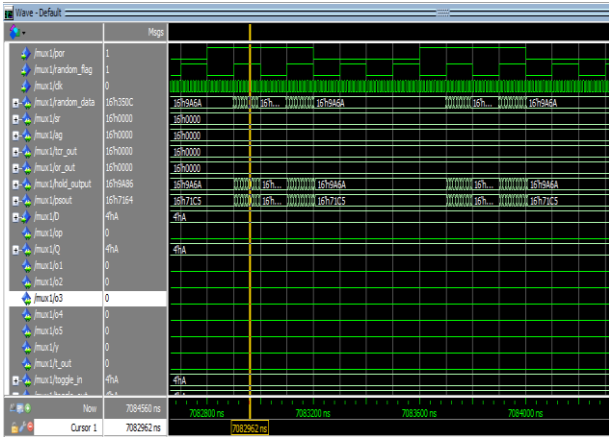 Wave - Default
Msgs
/mux1/por 1
/mux1/random_flag 1
/mux1/clk 0
/mux1/random_data 16'h350C 16'h9A6A 16'h... 16'h9A6A 16'h... 16'h9A6A
/mux1/sr 16'h0000 16'h0000
/mux1/ag 16'h0000 16'h0000
/mux1/tcr_out 16'h0000 16'h0000
/mux1/or_out 16'h0000 16'h0000
/mux1/hold_output 16'h9A86 16'h9A6A 16'h... 16'h9A6A 16'h... 16'h9A6A
/mux1/psout 16'h7164 16'h71C5 16'h... 16'h71C5 16'h... 16'h71C5
/mux1/D 4'hA 4'hA
/mux1/op 0
/mux1/Q 4'hA 4'hA
/mux1/o1 0
/mux1/o2 0
/mux1/o3 0
/mux1/o4 0
/mux1/o5 0
/mux1/y 0
/mux1/t_out 0
/mux1/toggle_in 4'hA 4'hA
Now 7084560 ns 7082800 ns 7083200 ns 7083600 ns 7084000 ns
Cursor 1 7082962 ns 7082962 ns